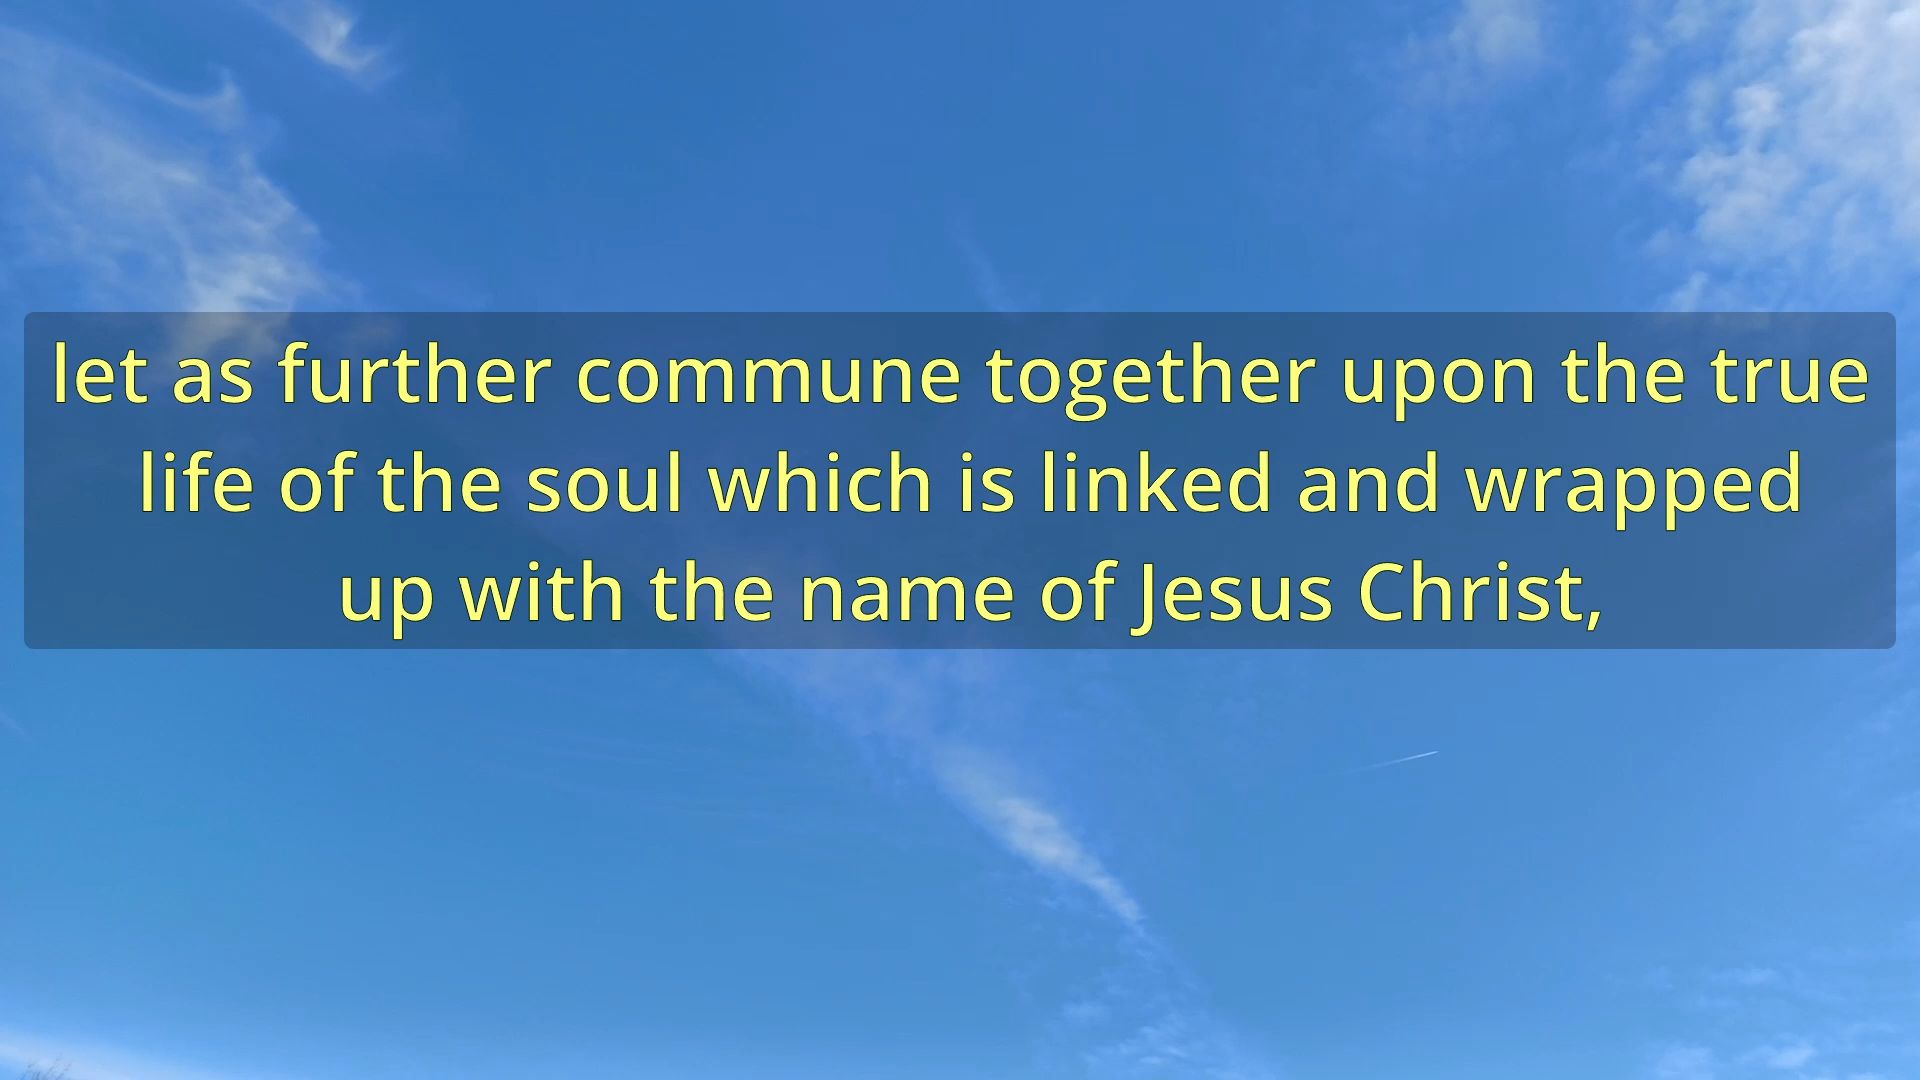 let as further commune together upon the true
life of the soul which is linked and wrapped
up with the name of Jesus Christ,